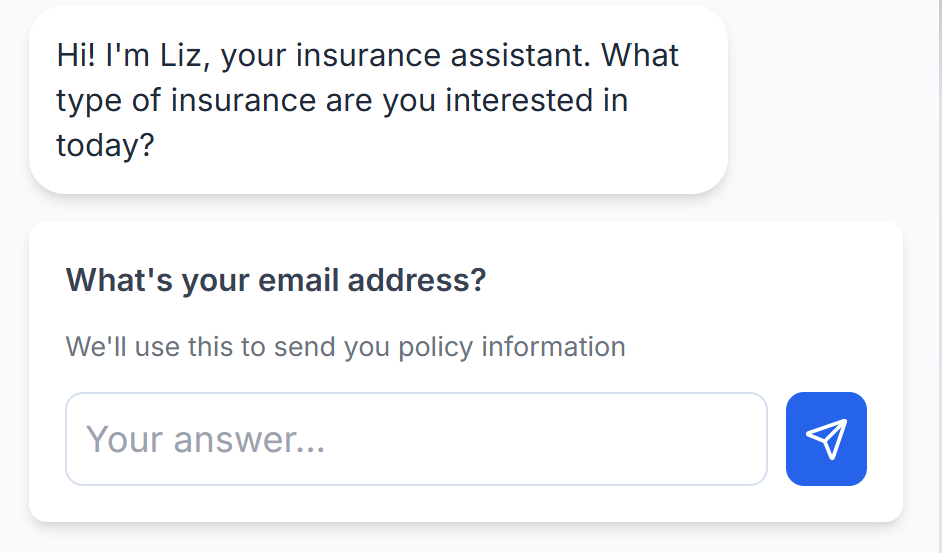 Hi! I'm Liz, your insurance assistant. What
type of insurance are you interested in
today?
What's your email address?
We'll use this to send you policy information
Your answer...